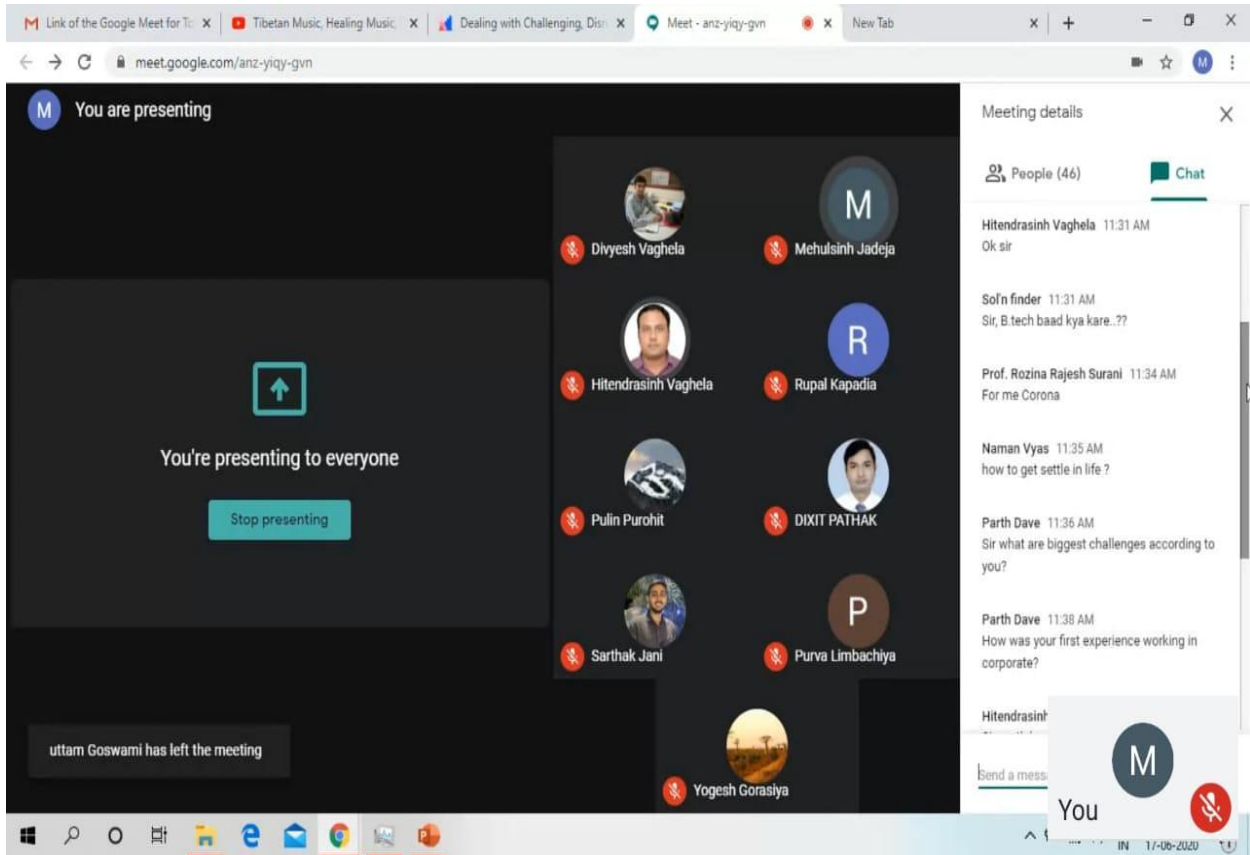 Link of the Google Meet for To
Tibetan Music, Healing Music,
Dealing with Challenging, Disr
Meet - anz-yiqy-gvn
New Tab
meet.google.com/anz-yiqy-gvn
M
M
You are presenting
Divyesh Vaghela
M
Mehulsinh Jadeja
Hitendrasinh Vaghela
R
Rupal Kapadia
Pulin Purohit
DIXIT PATHAK
Sarthak Jani
P
Purva Limbachiya
Yogesh Gorasiya
You're presenting to everyone
Stop presenting
uttam Goswami has left the meeting
Meeting details
People (46)
Chat
Hitendrasinh Vaghela 11:31 AM
Ok sir
Sol'n finder 11:31 AM
Sir, B.tech baad kya kare..??
Prof. Rozina Rajesh Surani 11:34 AM
For me Corona
Naman Vyas 11:35 AM
how to get settle in life ?
Parth Dave 11:36 AM
Sir what are biggest challenges according to
you?
Parth Dave 11:38 AM
How was your first experience working in
corporate?
Hitendrasinh
Send a mess
M
You
IN 17-06-2020